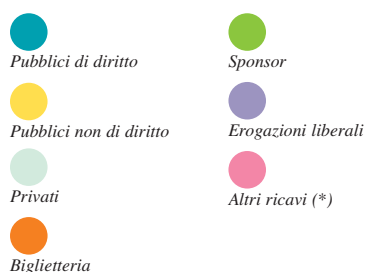 Pubblici di diritto
Pubblici non di diritto
Privati
Biglietteria
Sponsor
Erogazioni liberali
Altri ricavi (*)